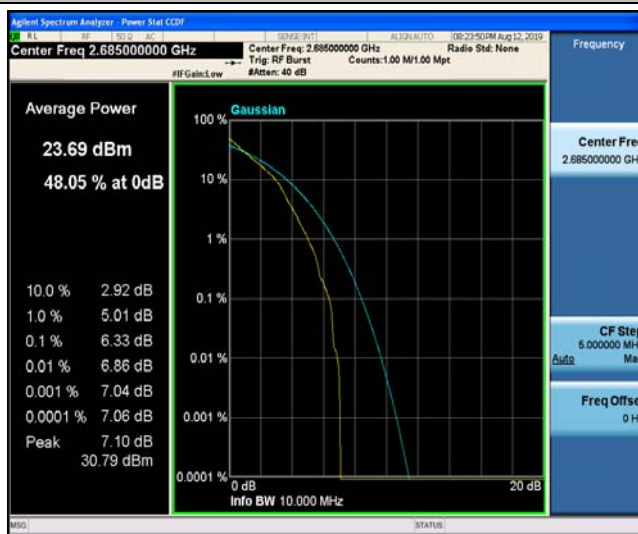 Agilent Spectrum Analyzer - Power Stat CCDF
RL RF 50 Ω AC SENSE:INT ALIGN AUTO 08:23:50 PM Aug 12, 2019
Center Freq 2.685000000 GHz
Center Freq: 2.685000000 GHz Radio Std: None
Trig: RF Burst Counts:1.00 M/1.00 Mpt
#IFGain:Low #Atten: 40 dB
Frequency
Average Power
23.69 dBm
48.05 % at 0dB
10.0 % 2.92 dB
1.0 % 5.01 dB
0.1 % 6.33 dB
0.01 % 6.86 dB
0.001 % 7.04 dB
0.0001 % 7.06 dB
Peak 7.10 dB
30.79 dBm
Gaussian
100 %
10 %
1 %
0.1 %
0.01 %
0.001 %
0.0001 %
0 dB 20 dB
Info BW 10.000 MHz
Center Fre
2.685000000 GH
CF Step
5.000000 MH
Auto Ma
Freq Offse
0 H
MSG STATUS